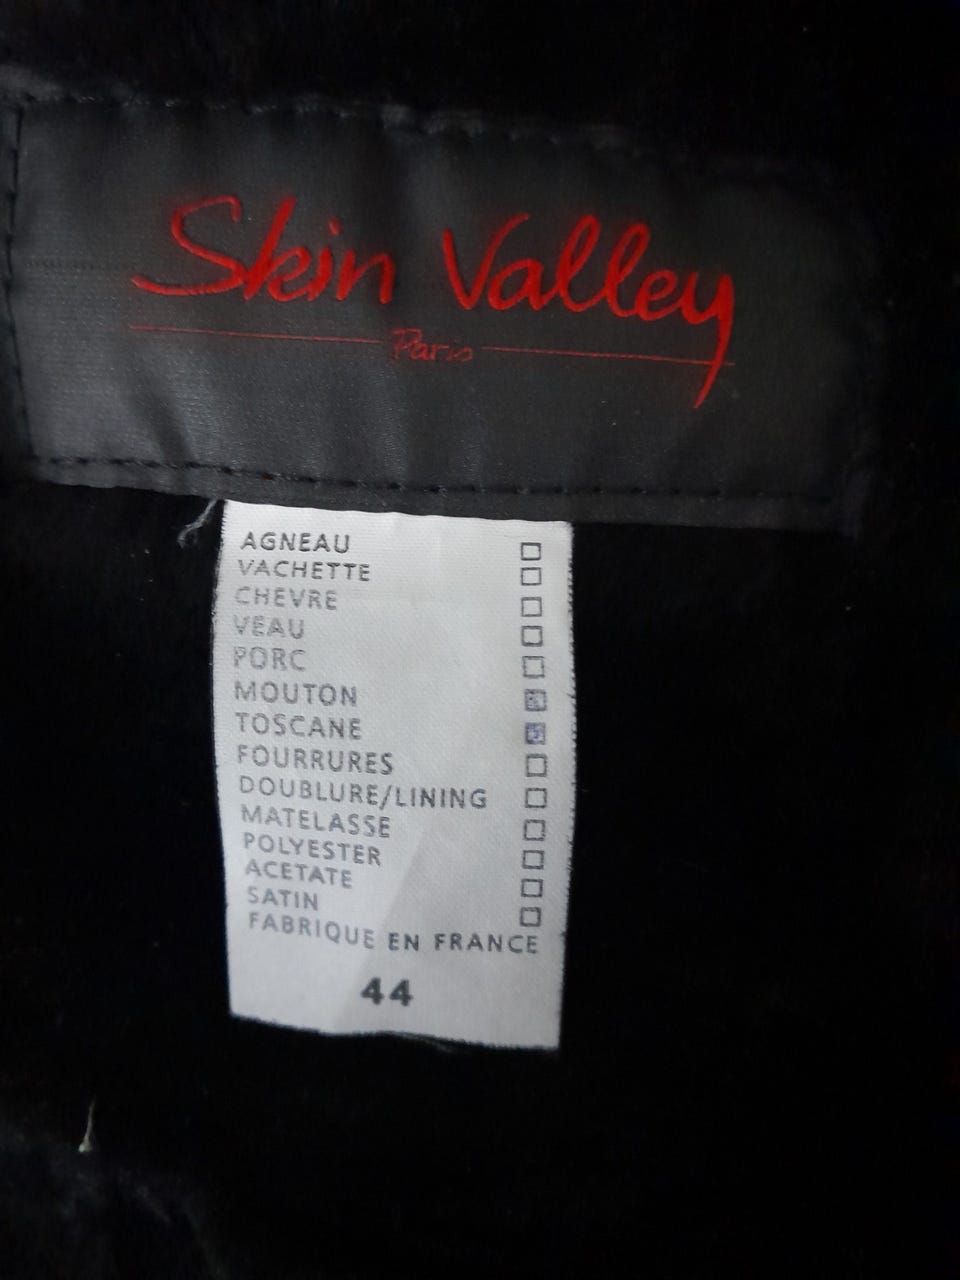 Skin Valley
Paris
AGNEAU ☐
VACHETTE ☐
CHEVRE ☐
VEAU ☐
PORC ☐
MOUTON ☒
TOSCANE ☒
FOURRURES ☐
DOUBLURE/LINING ☐
MATELASSE ☐
POLYESTER ☐
ACETATE ☐
SATIN ☐
FABRIQUE EN FRANCE
44